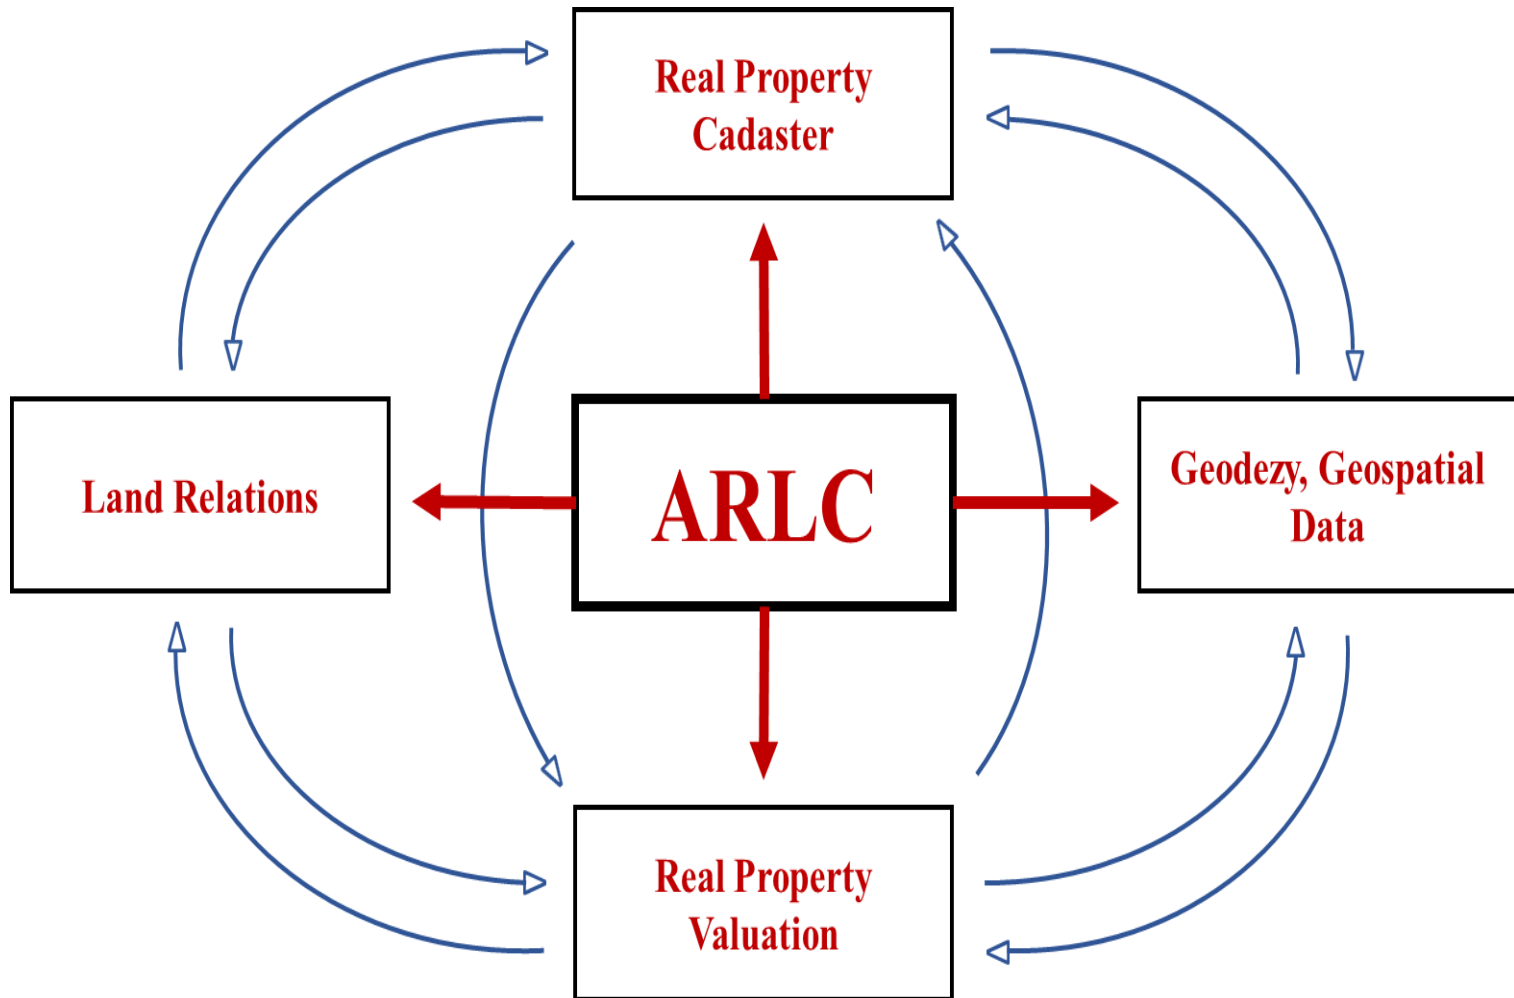 Real Property
Cadaster
Land Relations
ARLC
Geodezy, Geospatial
Data
Real Property
Valuation